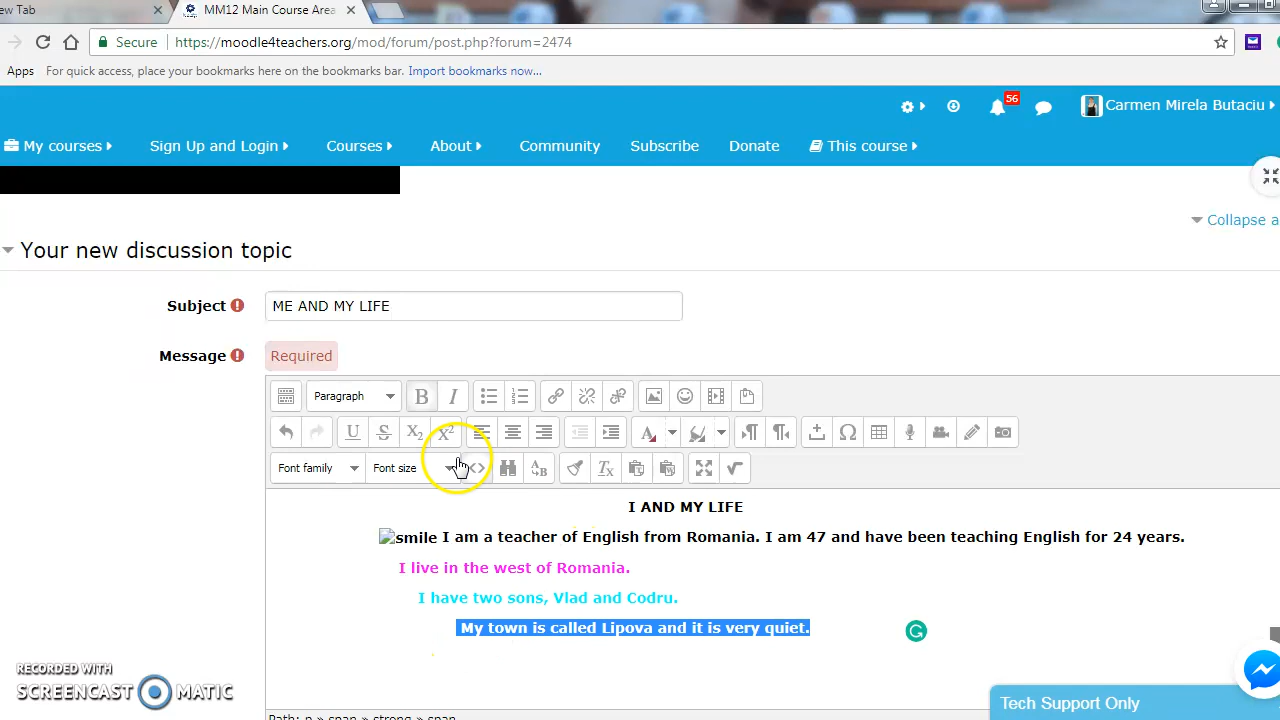 ew Tab
MM12 Main Course Area
Secure
https://moodle4teachers.org/mod/forum/post.php?forum=2474
Apps
For quick access, place your bookmarks here on the bookmarks bar. Import bookmarks now...
56
Carmen Mirela Butaciu
My courses
Sign Up and Login
Courses
About
Community
Subscribe
Donate
This course
Collapse a
Your new discussion topic
Subject
ME AND MY LIFE
Message
Required
Paragraph
B I
U S X2 X2 A Ω
Font family
Font size
I AND MY LIFE
smile I am a teacher of English from Romania. I am 47 and have been teaching English for 24 years.
I live in the west of Romania.
I have two sons, Vlad and Codru.
My town is called Lipova and it is very quiet.
RECORDED WITH
SCREENCAST MATIC
Tech Support Only
Path: p » span » strong » span